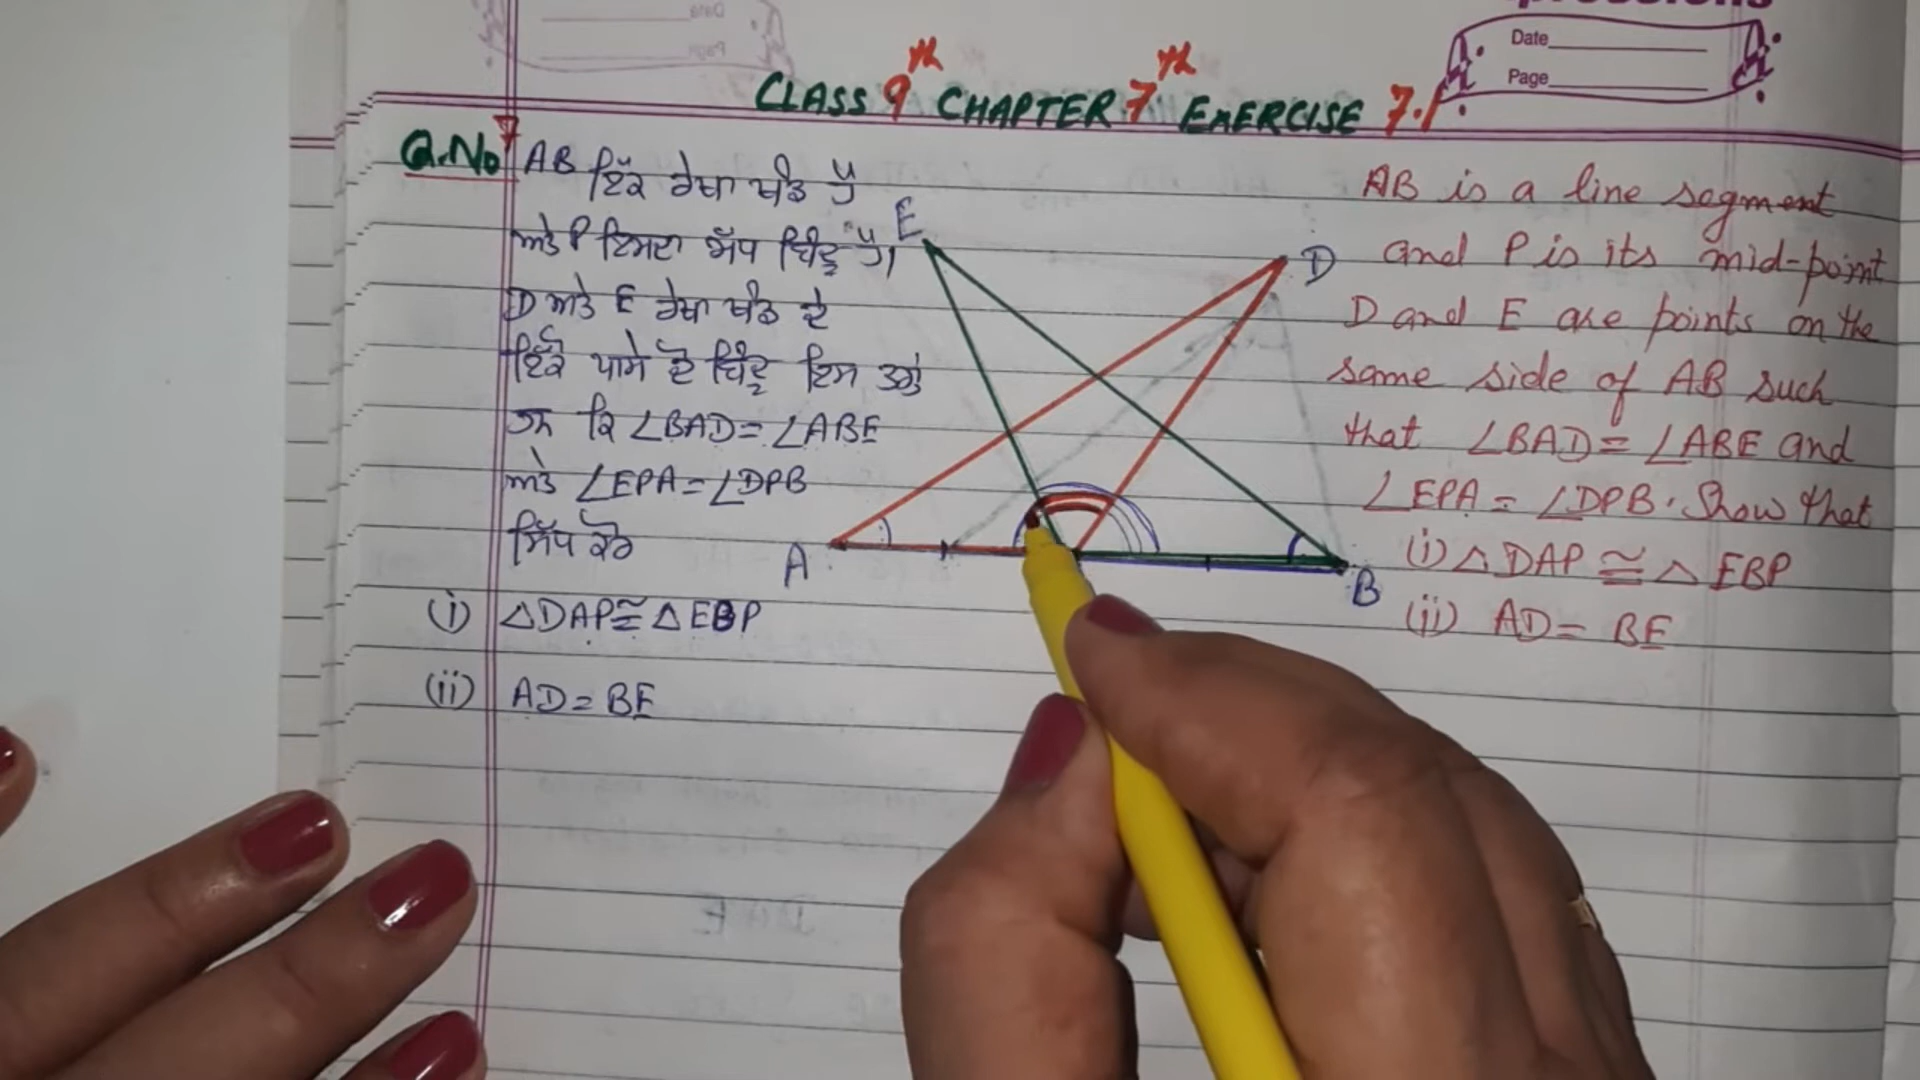 Date
Page
CLASS 9th CHAPTER 7th EXERCISE 7.1
Q.No 7
AB ਇੱਕ ਰੇਖਾ ਖੰਡ ਹੈ
ਅਤੇ P ਇਸਦਾ ਮੱਧ ਬਿੰਦੂ ਹੈ।
D ਅਤੇ E ਰੇਖਾ ਖੰਡ ਦੇ
ਇੱਕੋ ਪਾਸੇ ਦੋ ਬਿੰਦੂ ਇਸ ਤਰ੍ਹਾਂ
ਹਨ ਕਿ ∠BAD = ∠ABE
ਅਤੇ ∠EPA = ∠DPB
ਸਿੱਧ ਕਰੋ
(i) △DAP ≅ △EBP
(ii) AD = BE
E
D
A
B
AB is a line segment
and P is its mid-point
D and E are points on the
same side of AB such
that ∠BAD = ∠ABE and
∠EPA = ∠DPB. Show that
(i) △DAP ≅ △EBP
(ii) AD = BE